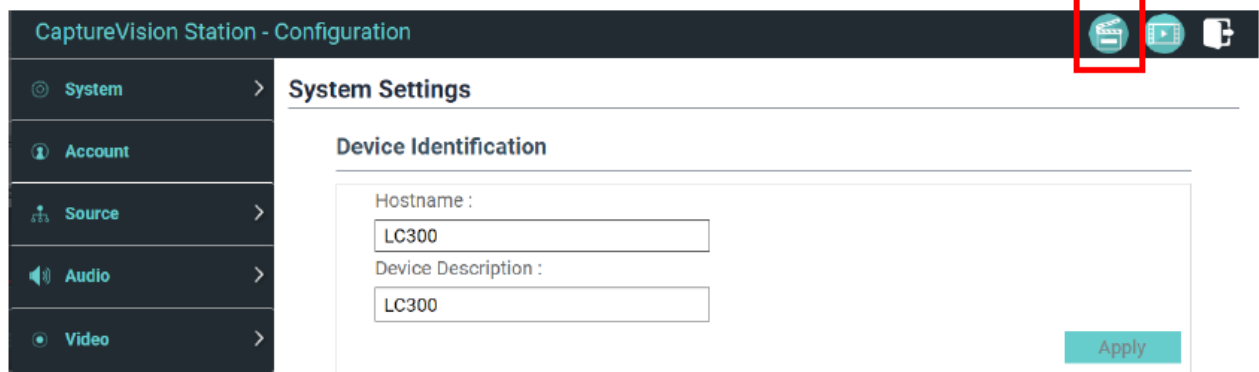 CaptureVision Station - Configuration
System
Account
Source
Audio
Video
System Settings
Device Identification
Hostname :
LC300
Device Description :
LC300
Apply